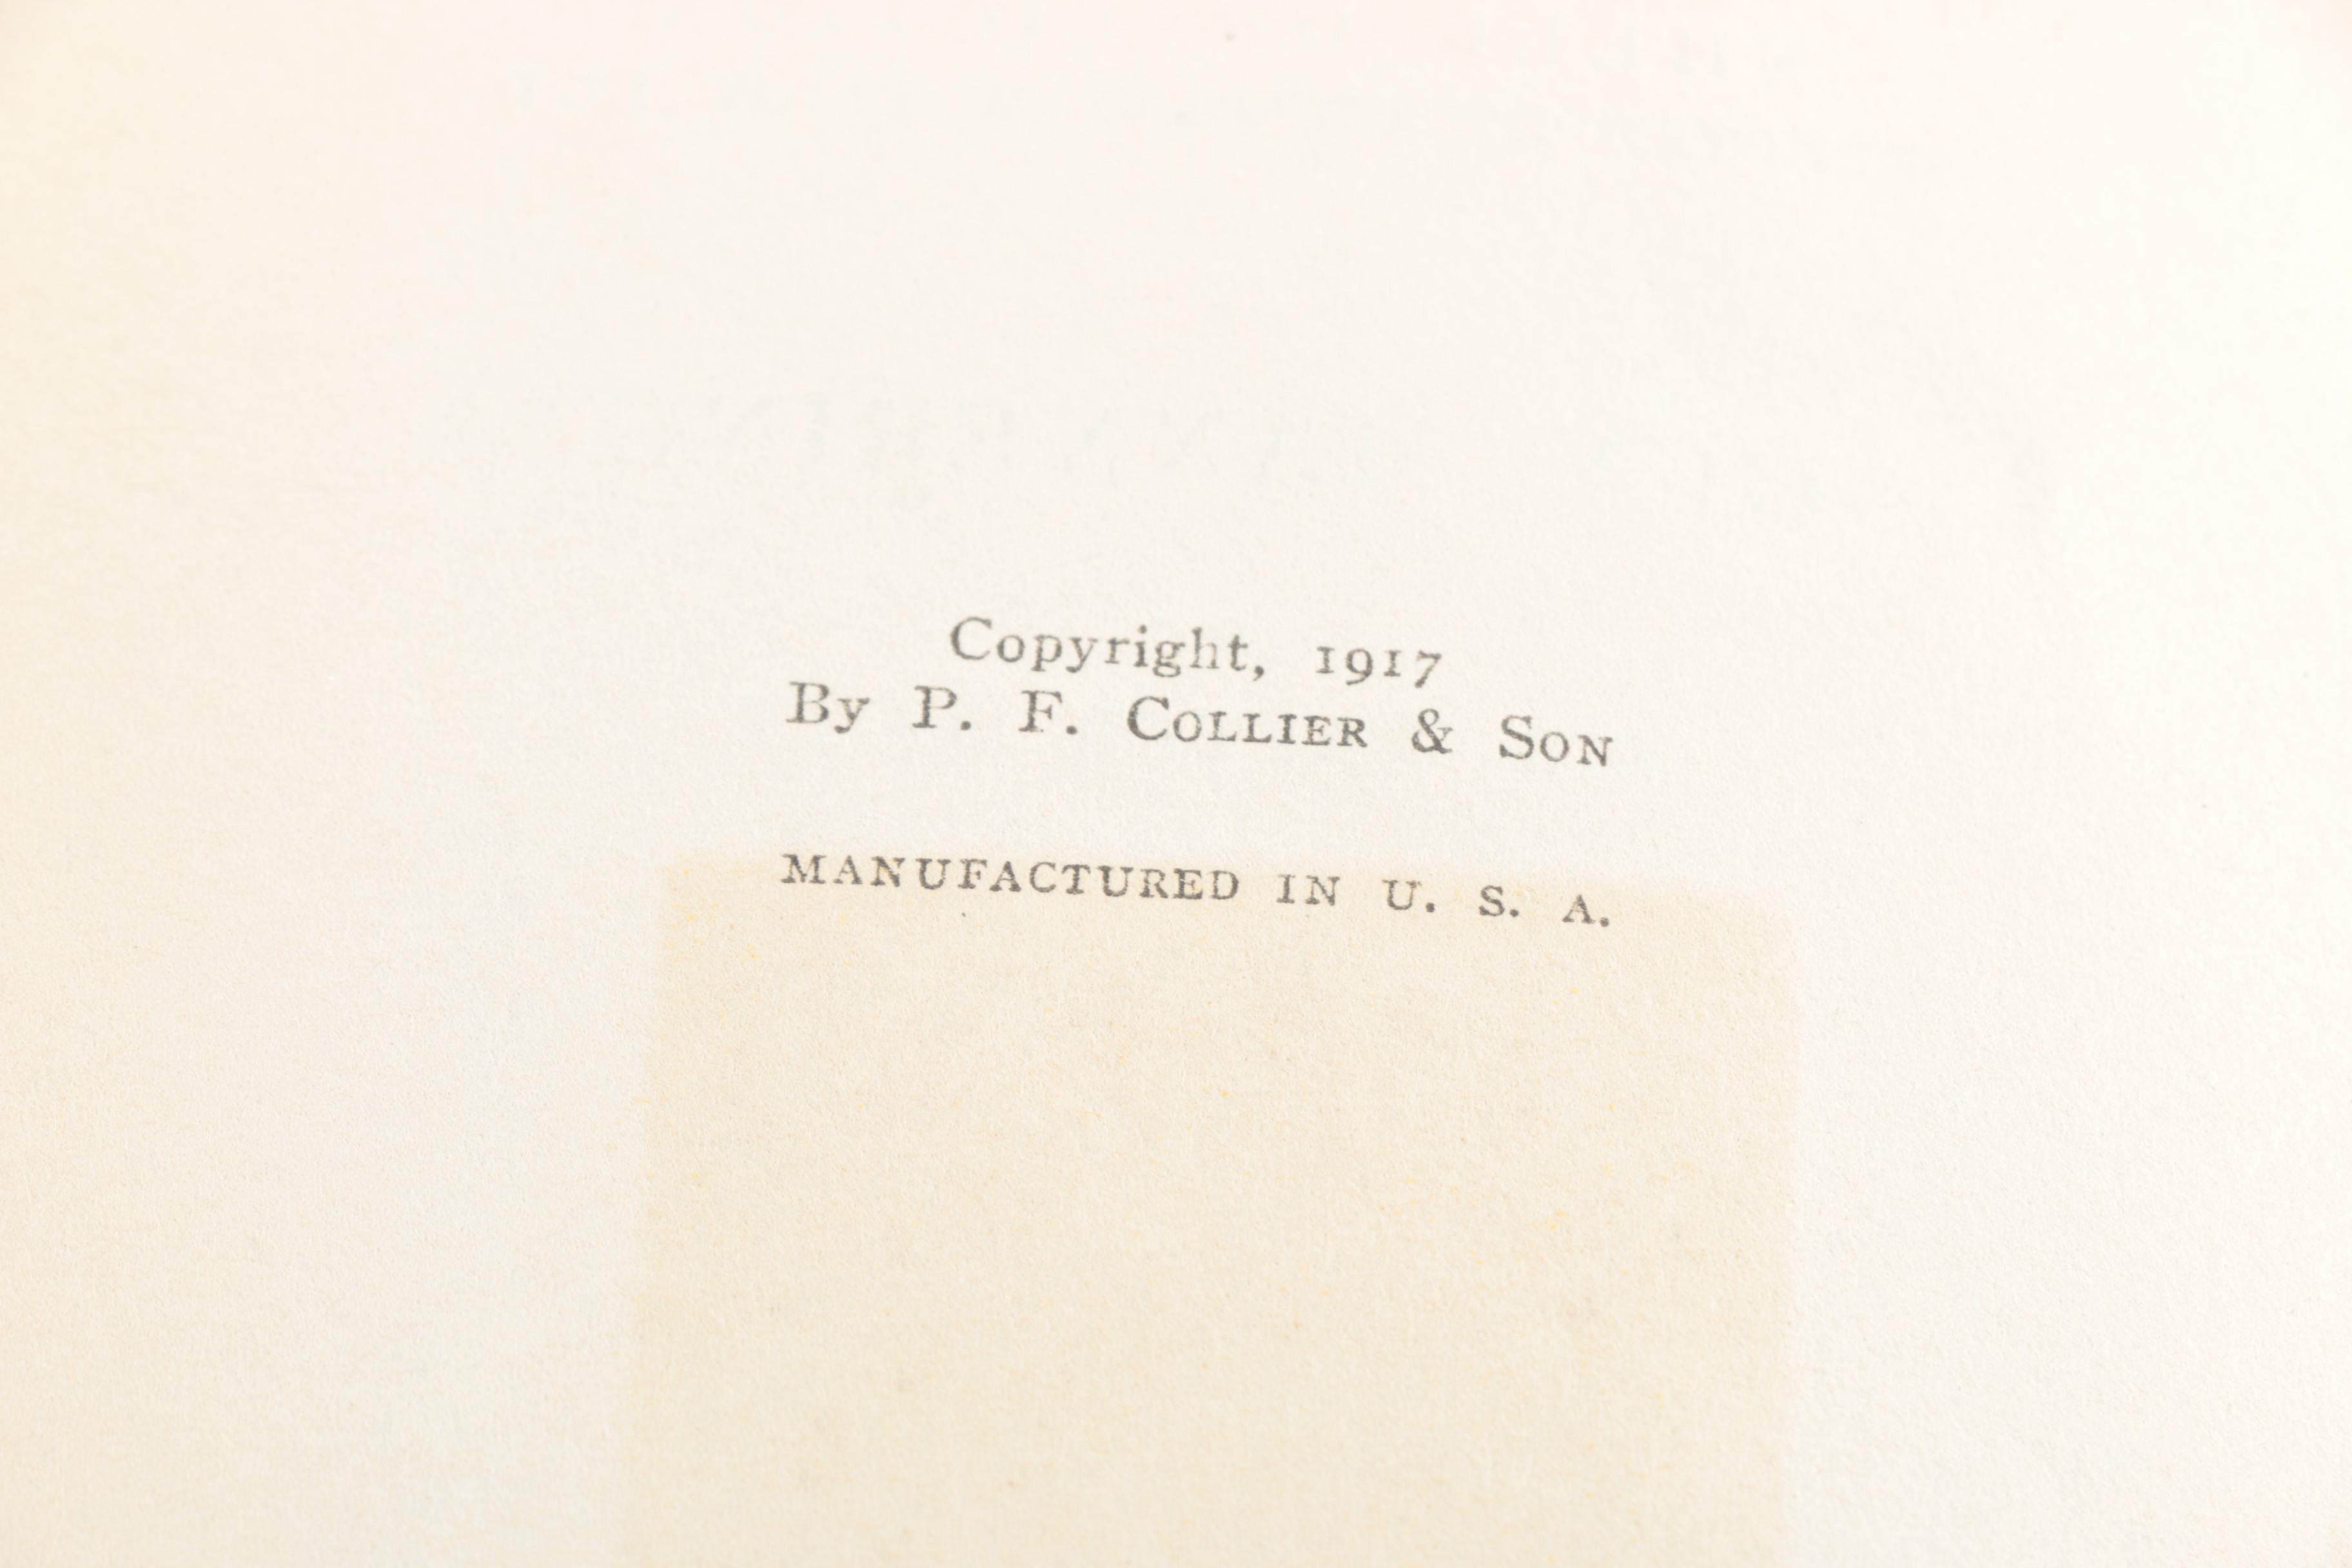 Copyright, 1917
By P. F. COLLIER & SON
MANUFACTURED IN U. S. A.